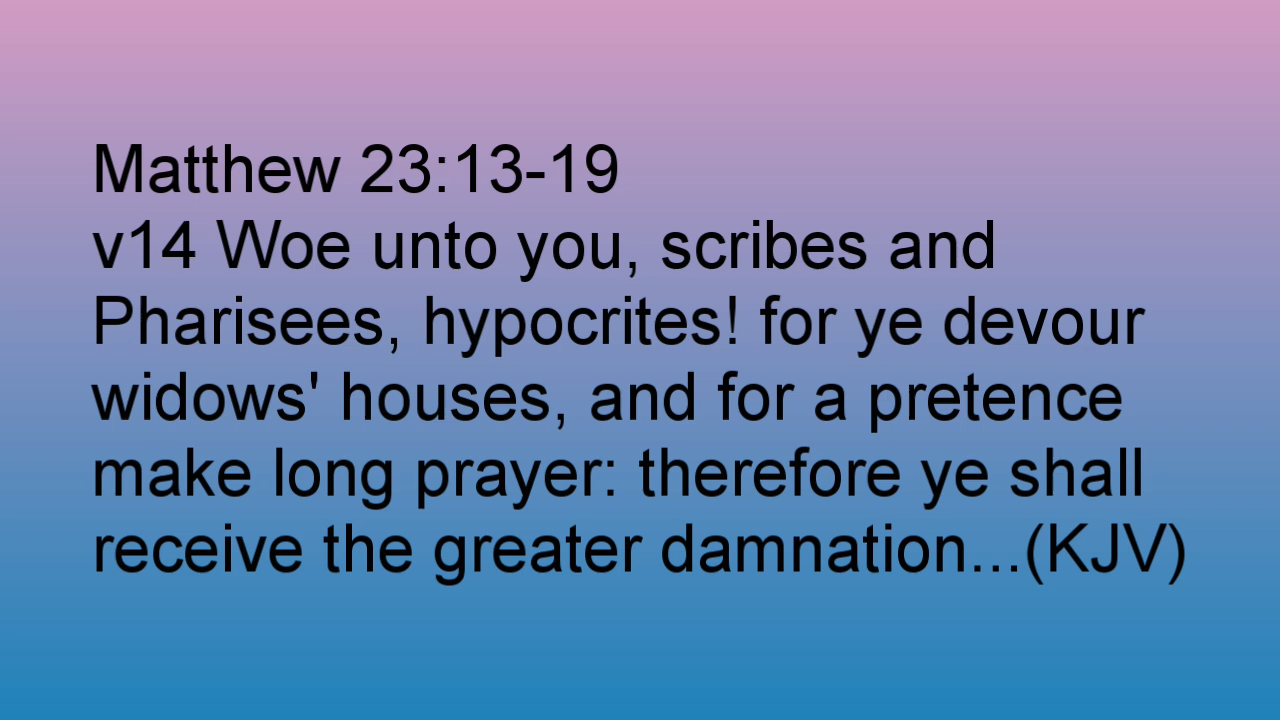 Matthew 23:13-19
v14 Woe unto you, scribes and
Pharisees, hypocrites! for ye devour
widows' houses, and for a pretence
make long prayer: therefore ye shall
receive the greater damnation...(KJV)